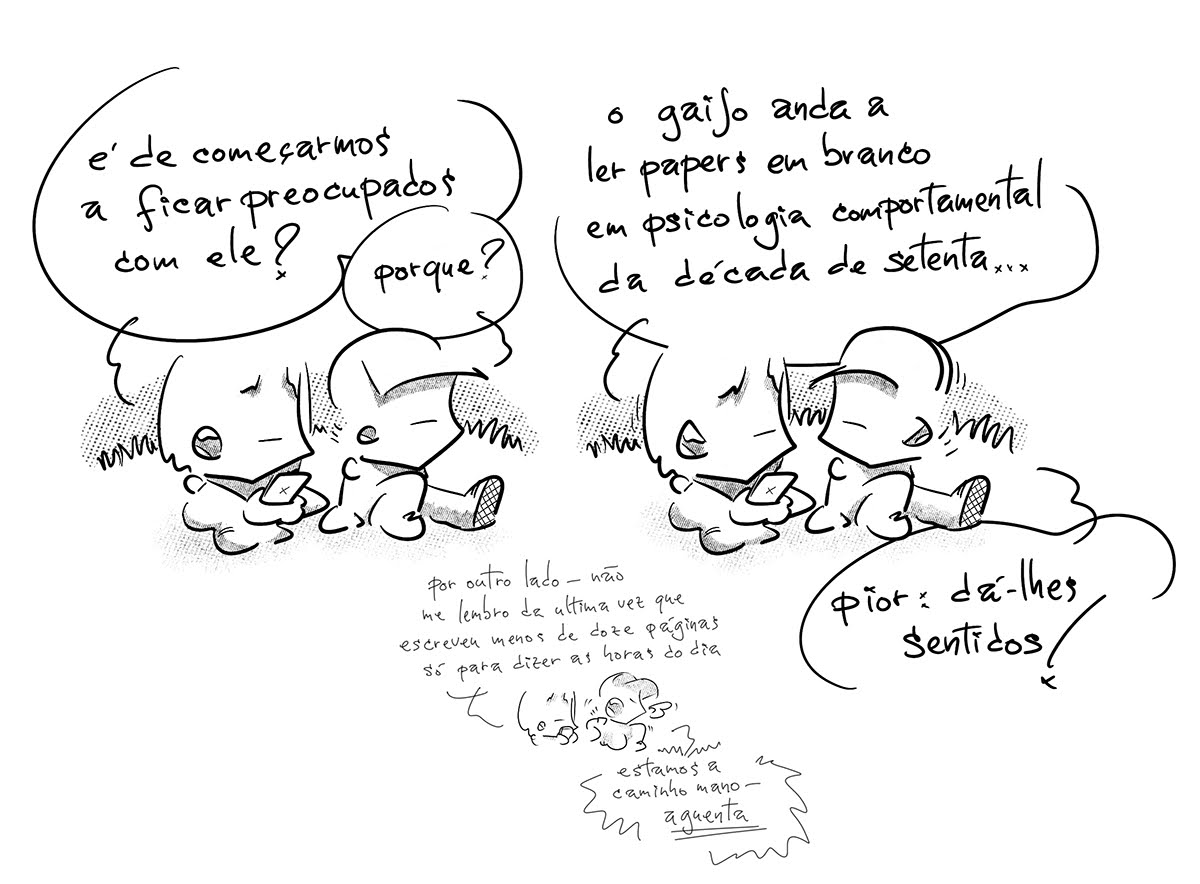 é de começarmos
a ficar preocupados
com ele?
porque?
o gaijo anda a
ler papers em branco
em psicologia comportamental
da década de setenta...
pior: dá-lhes
sentidos!
por outro lado – não
me lembro da ultima vez que
escreveu menos de doze páginas
só para dizer as horas do dia
estamos a
caminho mano –
aguenta